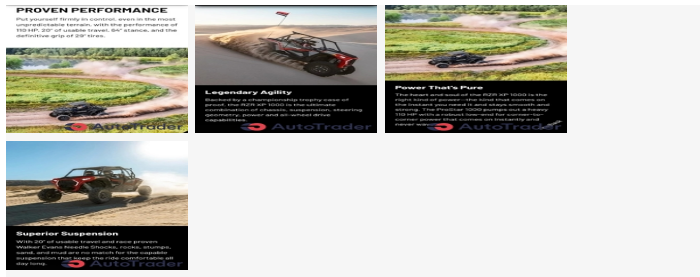 PROVEN PERFORMANCE
Put yourself firmly in control, even in the most
unpredictable terrain, with the performance of
110 HP, 20" of usable travel, 64" stance, and the
definitive grip of 29" tires.
AutoTrader
Legendary Agility
Backed by a championship trophy case of
proof, the RZR XP 1000 is the ultimate
combination of chassis, suspension, steering
geometry, power and all-wheel drive
capabilities.
AutoTrader
Power That's Pure
The heart and soul of the RZR XP 1000 is the
right kind of power—the kind that comes on
the instant you need it and stays smooth and
strong. The ProStar 1000 pumps out a heavy
110 HP with a robust low-end for corner-to-
corner power that comes on instantly and
never
AutoTrader
Superior Suspension
With 20" of usable travel and race proven
Walker Evans Needle Shocks, rocks, stumps,
sand, and mud are no match for the capable
suspension that keep the ride comfortable all
day long.
AutoTrader